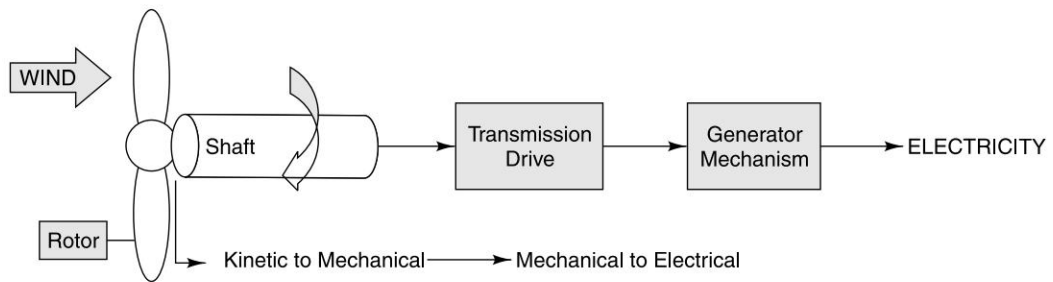 WIND
Shaft
Transmission
Drive
Generator
Mechanism
ELECTRICITY
Rotor
Kinetic to Mechanical
Mechanical to Electrical